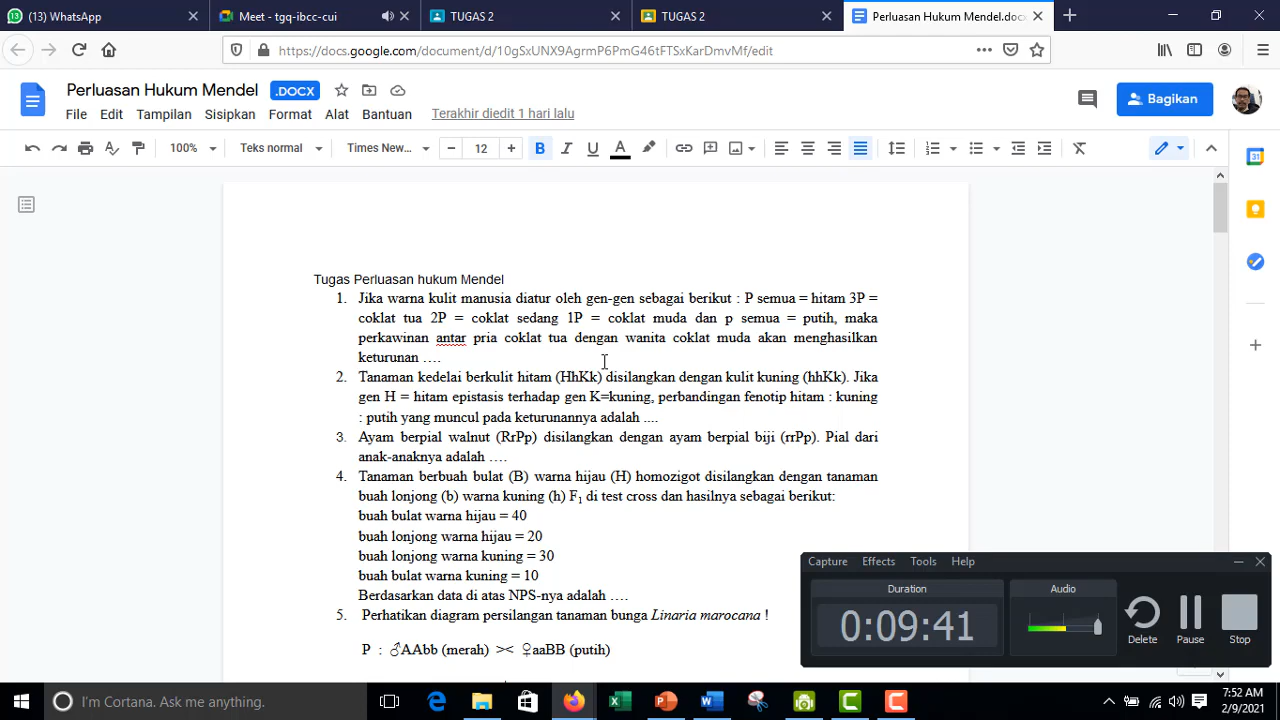 (13) WhatsApp
Meet - tgq-ibcc-cui
TUGAS 2
TUGAS 2
Perluasan Hukum Mendel.docx
https://docs.google.com/document/d/10gSxUNX9AgrmP6PmG46tFTSxKarDmvMf/edit
Perluasan Hukum Mendel .DOCX
File Edit Tampilan Sisipkan Format Alat Bantuan Terakhir diedit 1 hari lalu
Bagikan
100% Teks normal Times New... 12 B I U A
Tugas Perluasan hukum Mendel
1. Jika warna kulit manusia diatur oleh gen-gen sebagai berikut : P semua = hitam 3P =
coklat tua 2P = coklat sedang 1P = coklat muda dan p semua = putih, maka
perkawinan antar pria coklat tua dengan wanita coklat muda akan menghasilkan
keturunan ….
2. Tanaman kedelai berkulit hitam (HhKk) disilangkan dengan kulit kuning (hhKk). Jika
gen H = hitam epistasis terhadap gen K=kuning, perbandingan fenotip hitam : kuning
: putih yang muncul pada keturunannya adalah ....
3. Ayam berpial walnut (RrPp) disilangkan dengan ayam berpial biji (rrPp). Pial dari
anak-anaknya adalah ….
4. Tanaman berbuah bulat (B) warna hijau (H) homozigot disilangkan dengan tanaman
buah lonjong (b) warna kuning (h) F1 di test cross dan hasilnya sebagai berikut:
buah bulat warna hijau = 40
buah lonjong warna hijau = 20
buah lonjong warna kuning = 30
buah bulat warna kuning = 10
Berdasarkan data di atas NPS-nya adalah ….
5. Perhatikan diagram persilangan tanaman bunga Linaria marocana !
P : ♂AAbb (merah) >< ♀aaBB (putih)
Capture Effects Tools Help
Duration
0:09:41
Audio
Delete
Pause
Stop
31
I'm Cortana. Ask me anything.
7:52 AM
2/9/2021